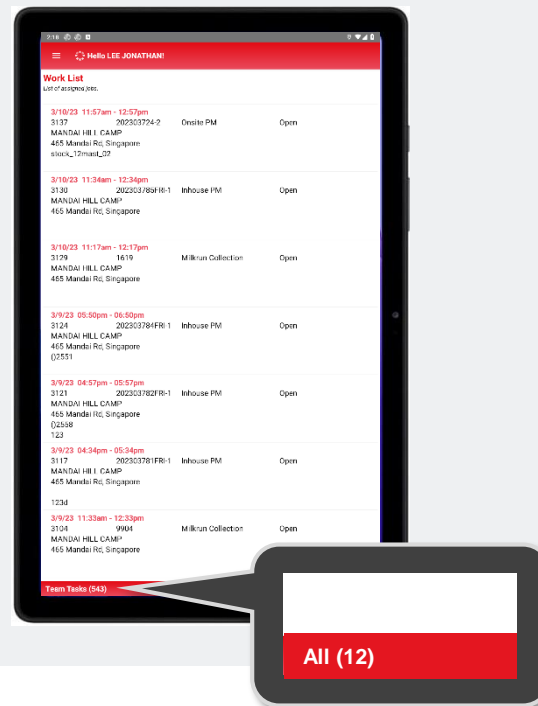 2:18
Hello LEE JONATHAN!
Work List
List of assigned jobs.
3/10/23 11:57am - 12:57pm
3137 202303724-2 Onsite PM Open
MANDAI HILL CAMP
465 Mandai Rd, Singapore
stock_12mast_02
3/10/23 11:34am - 12:34pm
3130 202303785FRI-1 Inhouse PM Open
MANDAI HILL CAMP
465 Mandai Rd, Singapore
3/10/23 11:17am - 12:17pm
3129 1619 Milkrun Collection Open
MANDAI HILL CAMP
465 Mandai Rd, Singapore
3/9/23 05:50pm - 06:50pm
3124 202303784FRI-1 Inhouse PM Open
MANDAI HILL CAMP
465 Mandai Rd, Singapore
()2551
3/9/23 04:57pm - 05:57pm
3121 202303782FRI-1 Inhouse PM Open
MANDAI HILL CAMP
465 Mandai Rd, Singapore
()2558
123
3/9/23 04:34pm - 05:34pm
3117 202303781FRI-1 Inhouse PM Open
MANDAI HILL CAMP
465 Mandai Rd, Singapore
123d
3/9/23 11:33am - 12:33pm
3104 9904 Milkrun Collection Open
MANDAI HILL CAMP
465 Mandai Rd, Singapore
Team Tasks (543)
All (12)